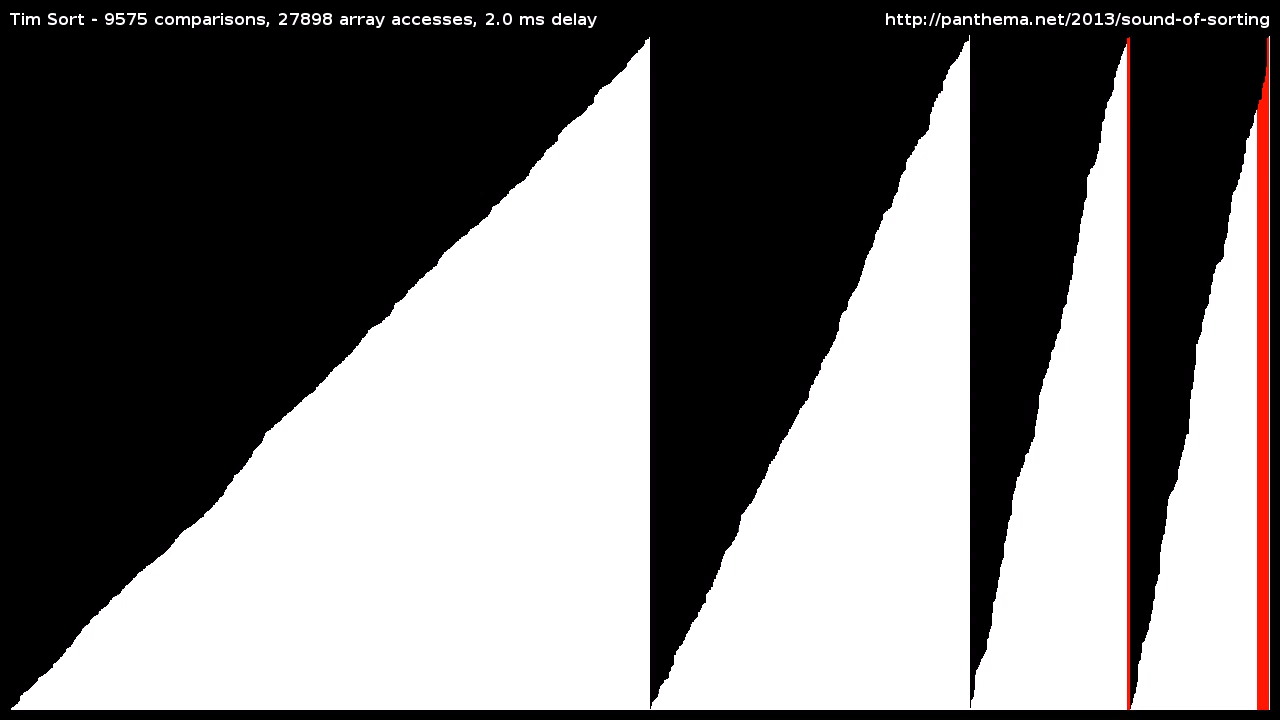 Tim Sort - 9575 comparisons, 27898 array accesses, 2.0 ms delay
http://panthema.net/2013/sound-of-sorting